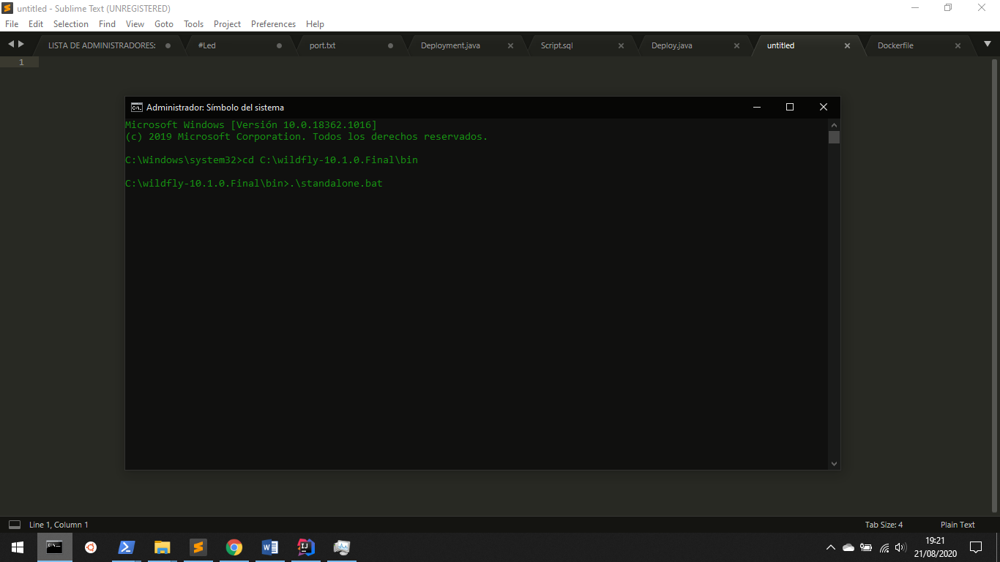 untitled - Sublime Text (UNREGISTERED)
File Edit Selection Find View Goto Tools Project Preferences Help
LISTA DE ADMINISTRADORES: #Led port.txt Deployment.java Script.sql Deploy.java untitled Dockerfile
1
Administrador: Símbolo del sistema
Microsoft Windows [Versión 10.0.18362.1016]
(c) 2019 Microsoft Corporation. Todos los derechos reservados.
C:\Windows\system32>cd C:\wildfly-10.1.0.Final\bin
C:\wildfly-10.1.0.Final\bin>.\standalone.bat
Line 1, Column 1 Tab Size: 4 Plain Text
19:21
21/08/2020